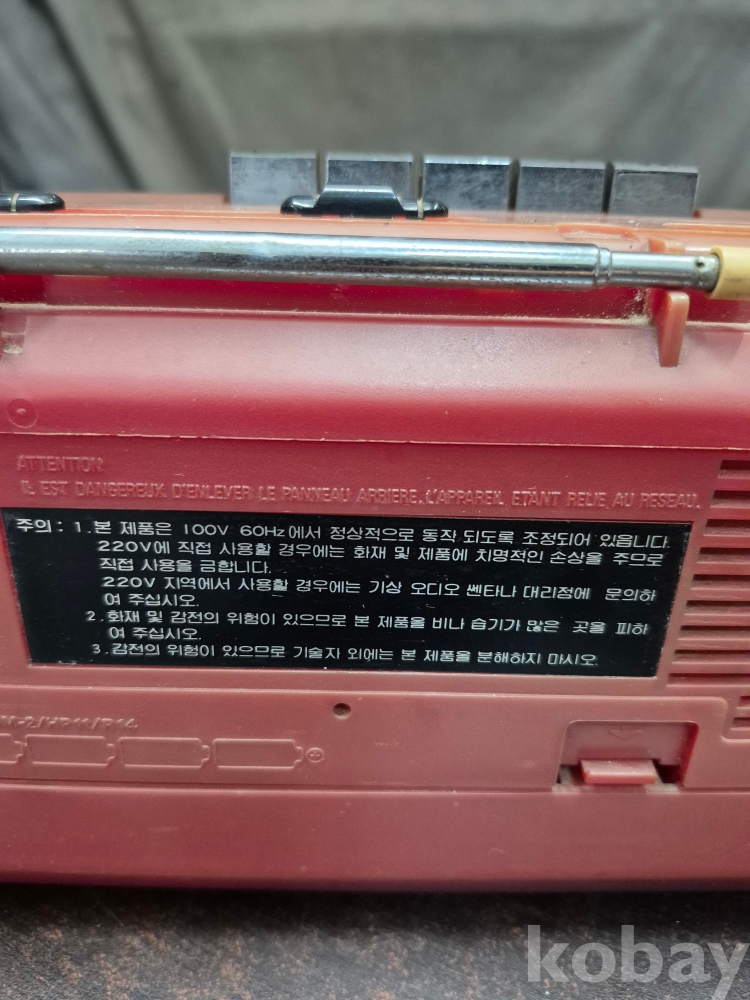 ATTENTION
IL EST DANGEREUX D'ENLEVER LE PANNEAU ARRIERE. L'APPAREIL ETANT RELIE AU RESEAU.
주의 : 1. 본 제품은 100V 60Hz에서 정상적으로 동작 되도록 조정되어 있읍니다.
220V에 직접 사용할 경우에는 화재 및 제품에 치명적인 손상을 주므로
직접 사용을 금합니다.
220V 지역에서 사용할 경우에는 기상 오디오 쎈타나 대리점에 문의하
여 주십시오.
2. 화재 및 감전의 위험이 있으므로 본 제품을 비나 습기가 많은 곳을 피하
여 주십시오.
3. 감전의 위험이 있으므로 기술자 외에는 본 제품을 분해하지 마시오.
M-2/HP11/R14
kobay